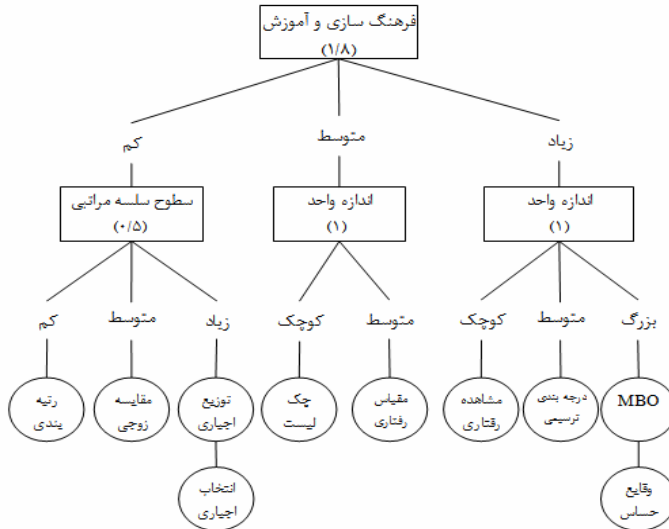 فرهنگ سازی و آموزش
(۱/۸)
کم
متوسط
زیاد
سطوح سلسه مراتبی
(۰/۵)
اندازه واحد
(۱)
اندازه واحد
(۱)
کم
متوسط
زیاد
کوچک
متوسط
کوچک
متوسط
بزرگ
رتبه
بندی
مقایسه
زوجی
توزیع
اجباری
چک
لیست
مقیاس
رفتاری
مشاهده
رفتاری
درجه بندی
ترسیمی
MBO
انتخاب
اجباری
وقایع
حساس